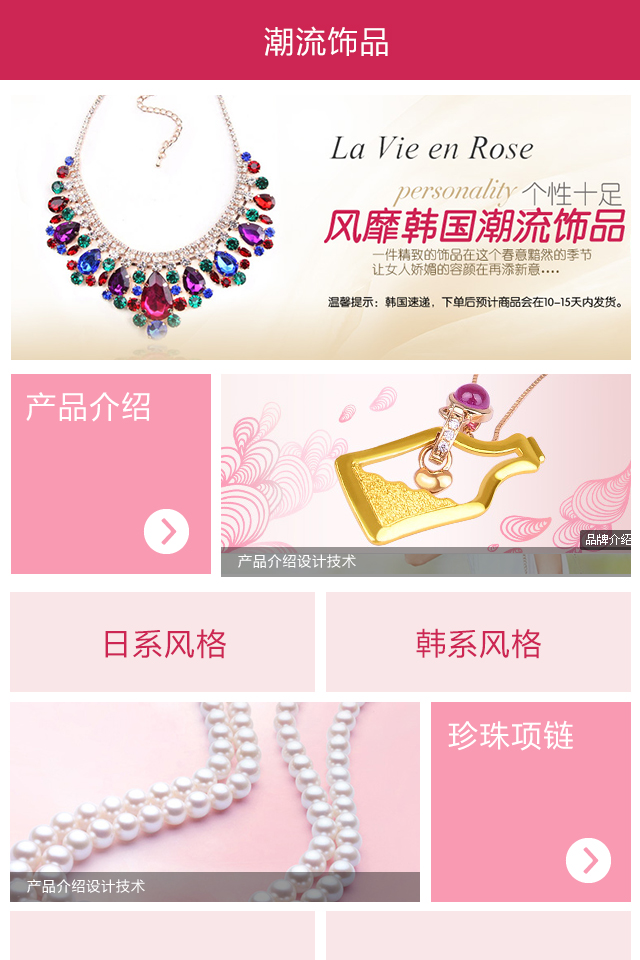 潮流饰品
La Vie en Rose
personality 个性十足
风靡韩国潮流饰品
一件精致的饰品在这个春意黯然的季节
让女人娇媚的容颜在再添新意....
温馨提示：韩国速递，下单后预计商品会在10-15天内发货。
产品介绍
品牌介绍
产品介绍设计技术
日系风格
韩系风格
珍珠项链
产品介绍设计技术